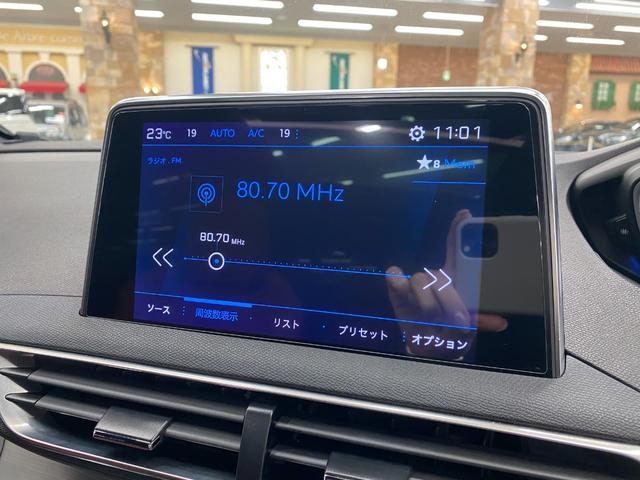 23℃ 19 AUTO A/C 19 11:01
ラジオ . FM
★8 Mem
80.70 MHz
80.70 MHz
ソース 周波数表示 リスト プリセット オプション